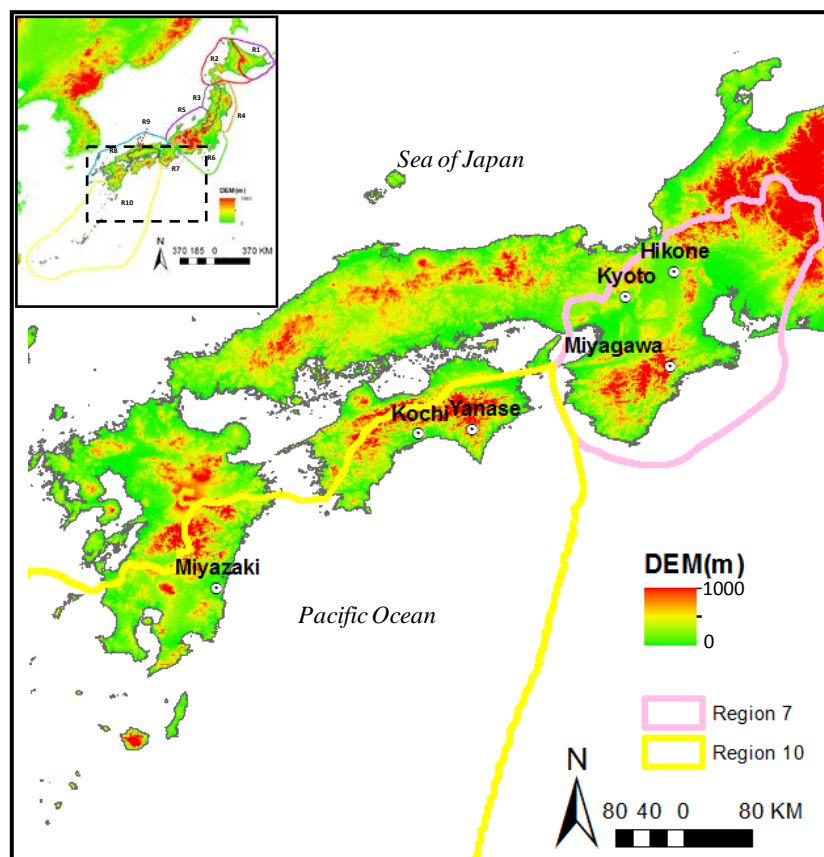 R1
R2
R3
R4
R5
R9
R8
R6
R7
R10
DEM(m)
N
370 185 0 370 KM
Sea of Japan
Hikone
Kyoto
Miyagawa
Kochi
Yanase
Miyazaki
Pacific Ocean
DEM(m)
1000
0
Region 7
Region 10
N
80 40 0 80 KM